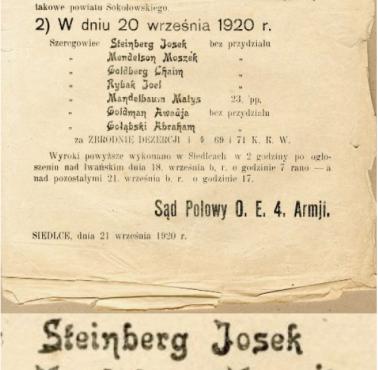 takowe powiatu Sokołowskiego.
2) W dniu 20 września 1920 r.
Szeregowiec Steinberg Josek bez przydziału
„ Mendelson Moszek „
„ Goldberg Chaim „
„ Rybak Joel „
„ Mandelbaum Matys 23. pp.
„ Goldman Awadja bez przydziału
„ Gołąbski Abraham „
za ZBRODNIE DEZERCJI i § 69 i 71 K. R. W.
Wyroki powyższe wykonano w Siedlcach w 2 godziny po ogło-
szeniu nad Iwańskim dnia 18. września b. r. o godzinie 7 rano — a
nad pozostałymi 21. września b. r. o godzinie 17.
Sąd Polowy O. E. 4. Armji.
SIEDLCE, dnia 21 września 1920 r.
Steinberg Josek